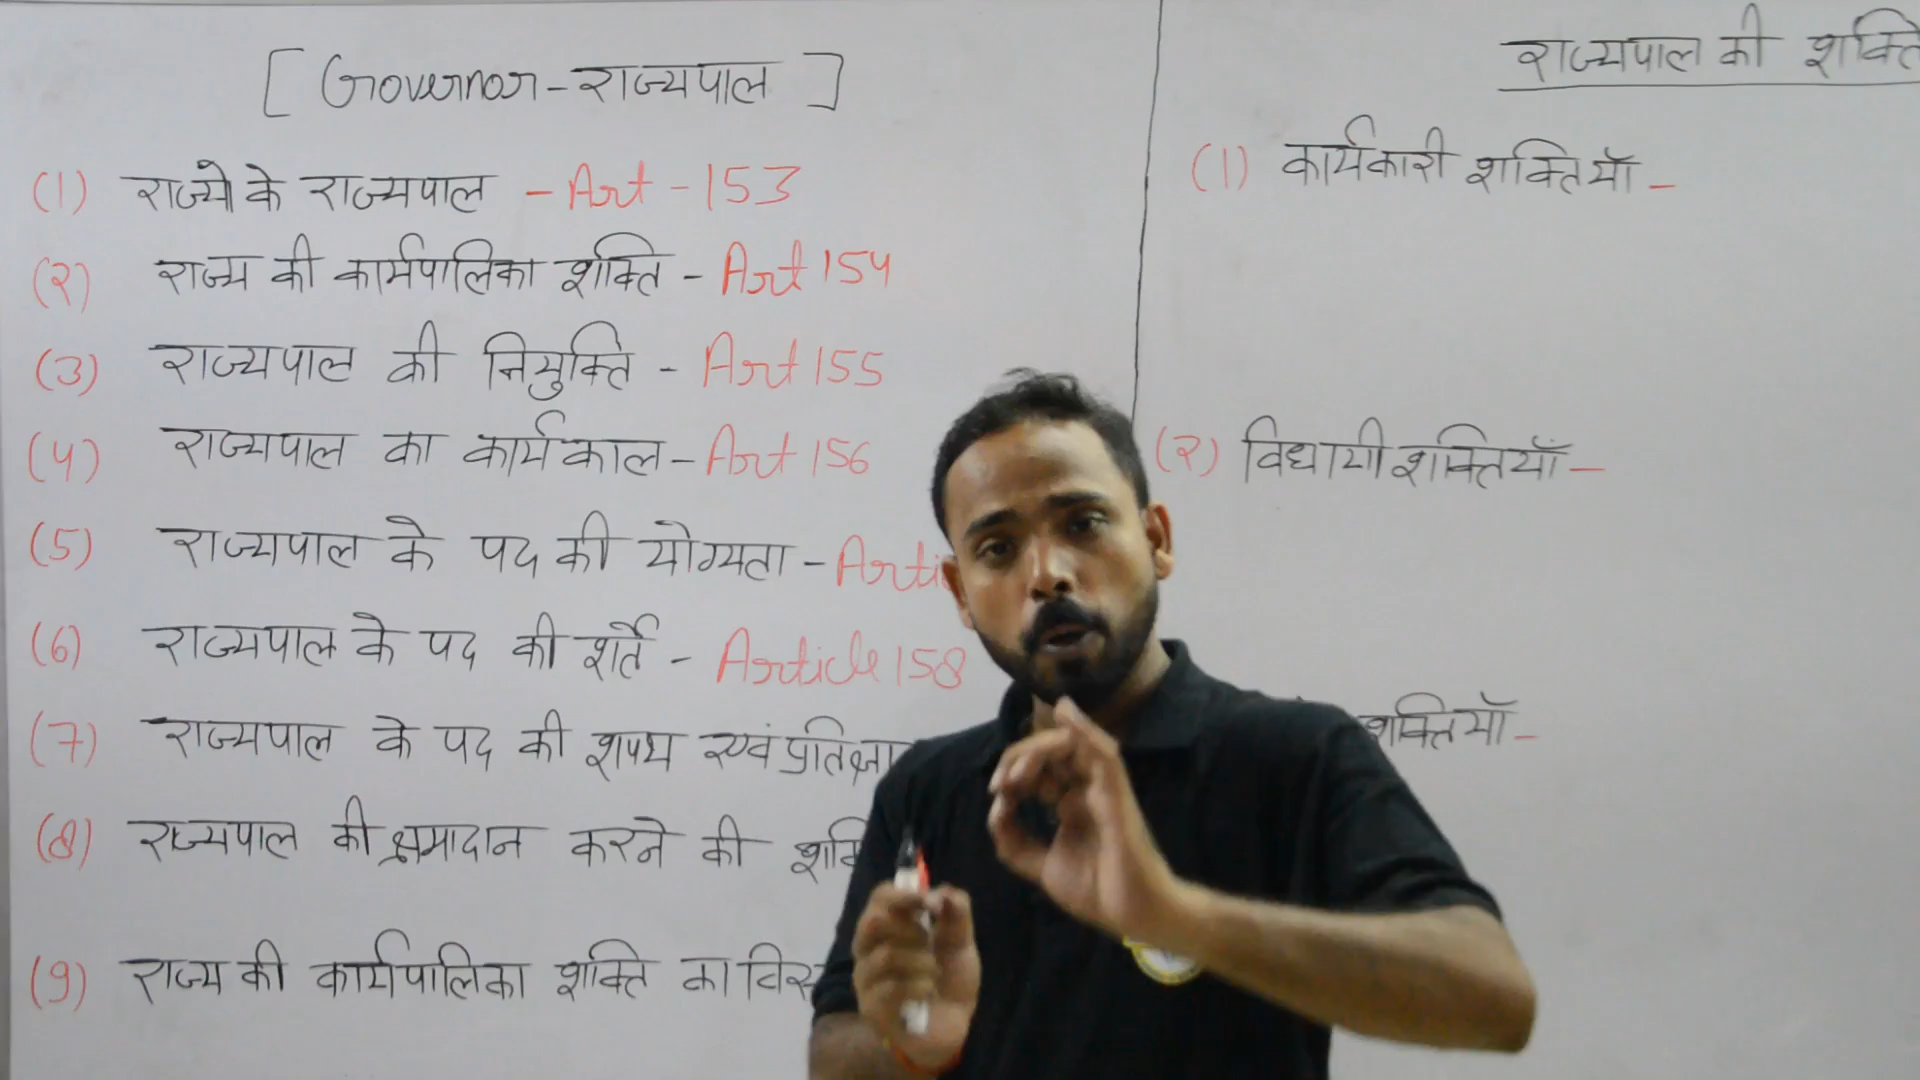 [ Governor - राज्यपाल ]
(1) राज्यो के राज्यपाल - Art - 153
(२) राज्य की कार्यपालिका शक्ति - Art 154
(3) राज्यपाल की नियुक्ति - Art 155
(4) राज्यपाल का कार्यकाल - Art 156
(5) राज्यपाल के पद की योग्यता -
(6) राज्यपाल के पद की शर्ते - Article 158
(7) राज्यपाल के पद की शपथ एवं
(8) राज्यपाल की क्षमादान करने की
(9) राज्य की कार्यपालिका शक्ति का
राज्यपाल की
(1) कार्यकारी शक्तियाँ -
(२) विधायी शक्तियाँ -
शक्तियाँ -